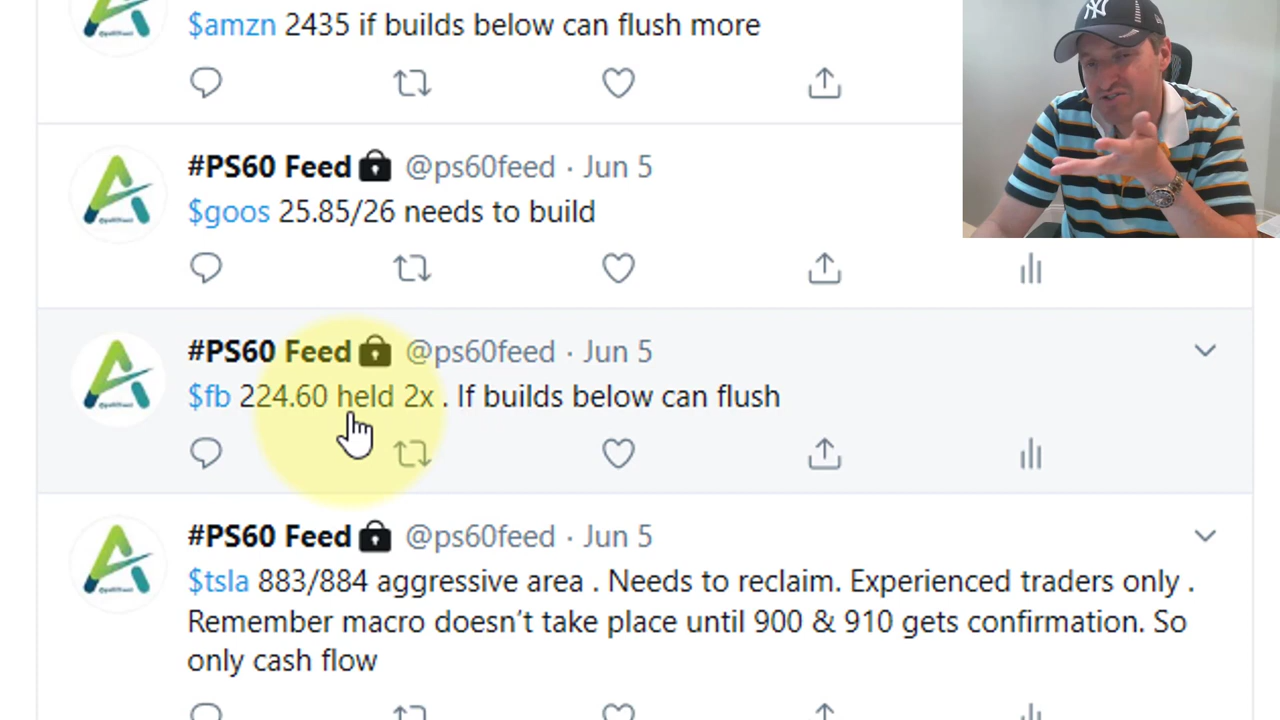 $amzn 2435 if builds below can flush more
#PS60 Feed @ps60feed · Jun 5
$goos 25.85/26 needs to build
#PS60 Feed @ps60feed · Jun 5
$fb 224.60 held 2x . If builds below can flush
#PS60 Feed @ps60feed · Jun 5
$tsla 883/884 aggressive area . Needs to reclaim. Experienced traders only .
Remember macro doesn’t take place until 900 & 910 gets confirmation. So
only cash flow
NY